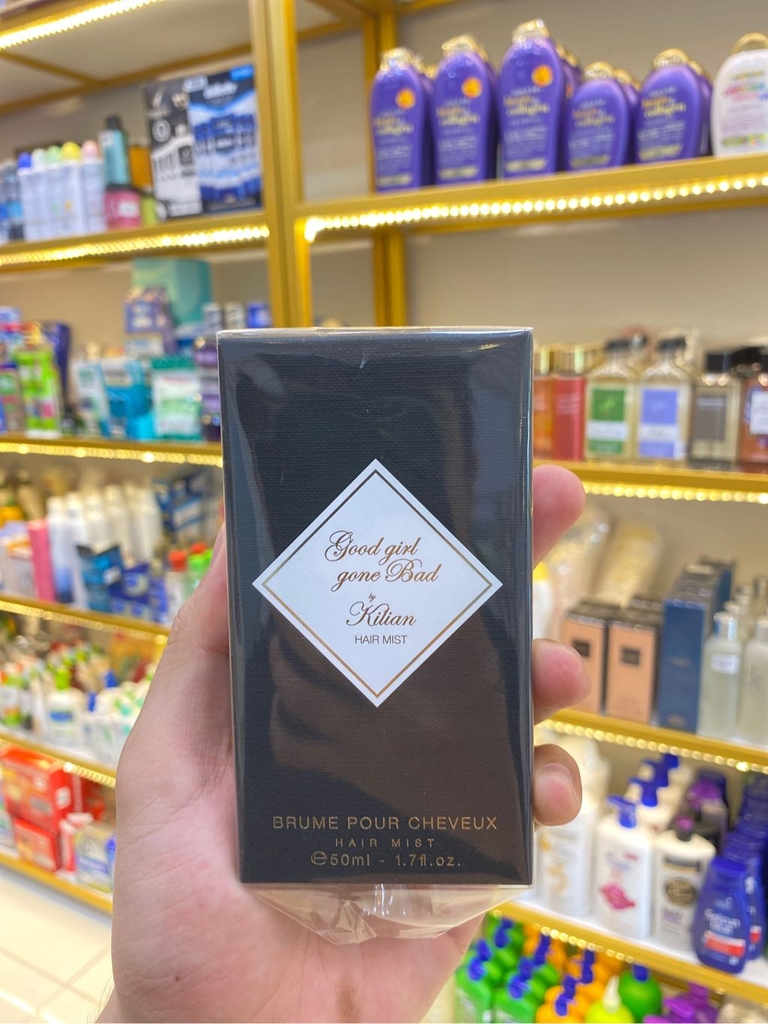 Good girl
gone Bad
by
Kilian
HAIR MIST
BRUME POUR CHEVEUX
HAIR MIST
℮50ml - 1.7fl.oz.